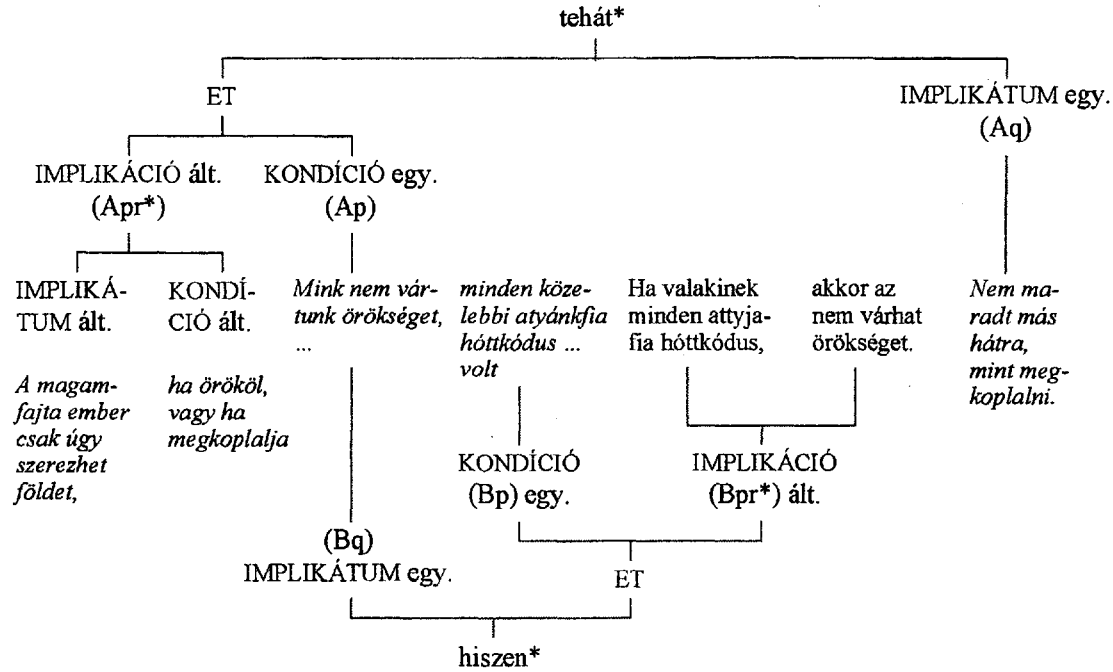 tehát*
ET
IMPLIKÁTUM egy.
(Aq)
IMPLIKÁCIÓ ált.
(Apr*)
KONDÍCIÓ egy.
(Ap)
IMPLIKÁ-
TUM ált.
KONDÍ-
CIÓ ált.
Mink nem vár-
tunk örökséget,
...
minden köze-
lebbi atyánkfia
hóttkódus ...
volt
Ha valakinek
minden attyja-
fia hóttkódus,
akkor az
nem várhat
örökséget.
Nem ma-
radt más
hátra,
mint meg-
koplalni.
A magam-
fajta ember
csak úgy
szerezhet
földet,
ha örököl,
vagy ha
megkoplalja
KONDÍCIÓ
(Bp) egy.
IMPLIKÁCIÓ
(Bpr*) ált.
(Bq)
IMPLIKÁTUM egy.
ET
hiszen*